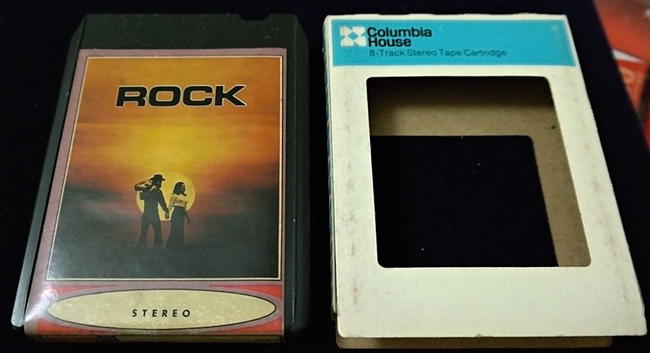 ROCK
STEREO
Columbia
House
8-Track Stereo Tape Cartridge